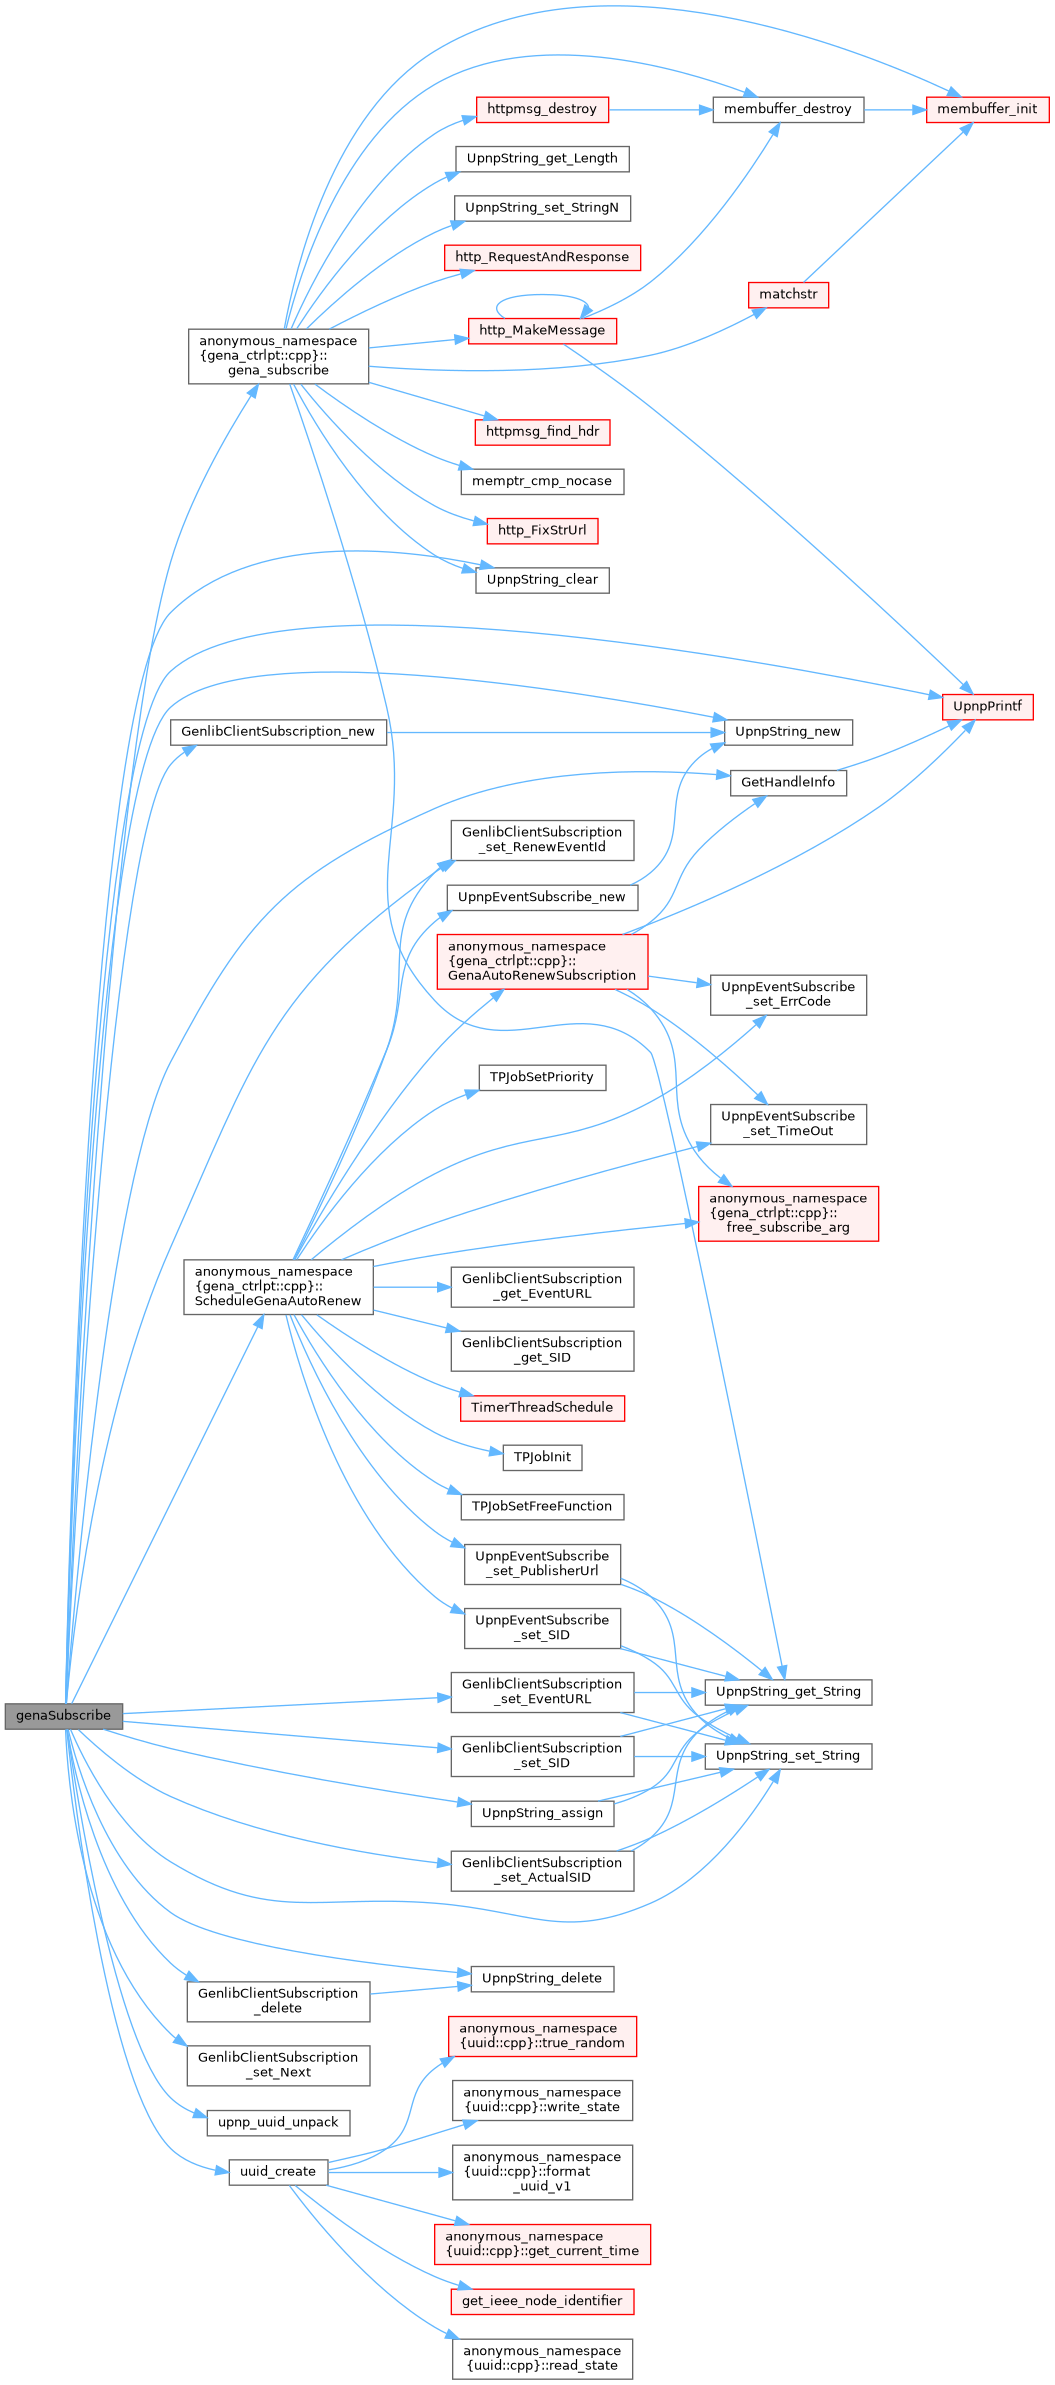 httpmsg_destroy
membuffer_destroy
membuffer_init
UpnpString_get_Length
UpnpString_set_StringN
http_RequestAndResponse
matchstr
http_MakeMessage
anonymous_namespace
{gena_ctrlpt::cpp}::
gena_subscribe
httpmsg_find_hdr
memptr_cmp_nocase
http_FixStrUrl
UpnpString_clear
UpnpPrintf
GenlibClientSubscription_new
UpnpString_new
GetHandleInfo
GenlibClientSubscription
_set_RenewEventId
UpnpEventSubscribe_new
anonymous_namespace
{gena_ctrlpt::cpp}::
GenaAutoRenewSubscription
UpnpEventSubscribe
_set_ErrCode
TPJobSetPriority
UpnpEventSubscribe
_set_TimeOut
anonymous_namespace
{gena_ctrlpt::cpp}::
free_subscribe_arg
anonymous_namespace
{gena_ctrlpt::cpp}::
ScheduleGenaAutoRenew
GenlibClientSubscription
_get_EventURL
GenlibClientSubscription
_get_SID
TimerThreadSchedule
TPJobInit
TPJobSetFreeFunction
UpnpEventSubscribe
_set_PublisherUrl
UpnpEventSubscribe
_set_SID
GenlibClientSubscription
_set_EventURL
UpnpString_get_String
genaSubscribe
GenlibClientSubscription
_set_SID
UpnpString_set_String
UpnpString_assign
GenlibClientSubscription
_set_ActualSID
UpnpString_delete
GenlibClientSubscription
_delete
GenlibClientSubscription
_set_Next
anonymous_namespace
{uuid::cpp}::true_random
anonymous_namespace
{uuid::cpp}::write_state
upnp_uuid_unpack
uuid_create
anonymous_namespace
{uuid::cpp}::format
_uuid_v1
anonymous_namespace
{uuid::cpp}::get_current_time
get_ieee_node_identifier
anonymous_namespace
{uuid::cpp}::read_state